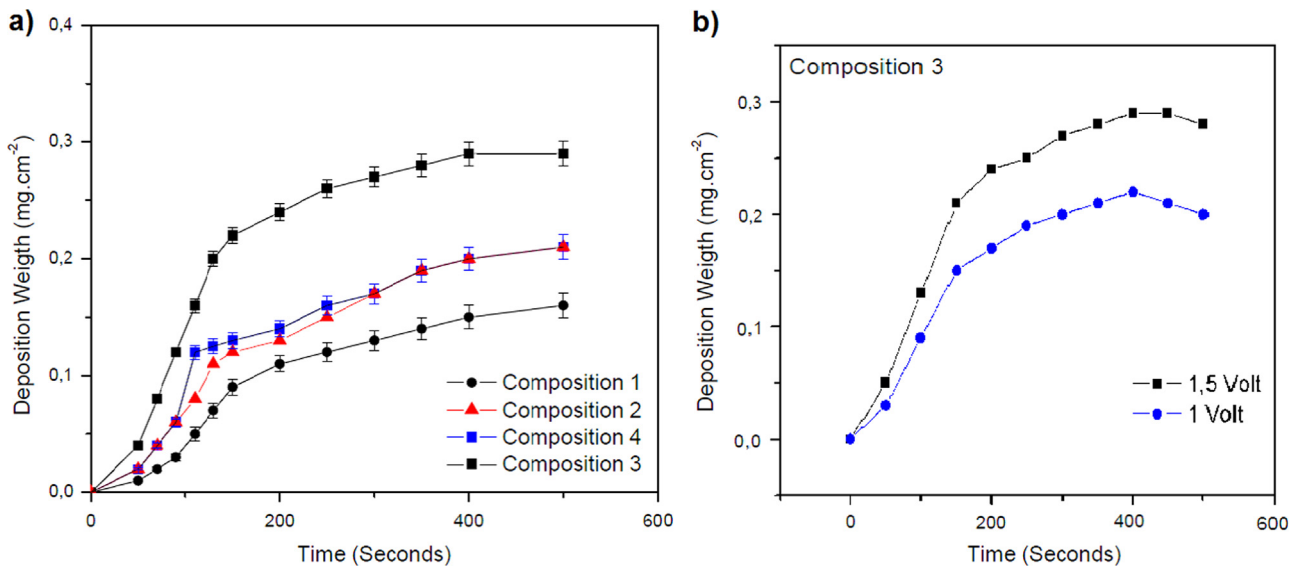 a)
0,4
0,3
0,2
0,1
0,0
Deposition Weigth (mg.cm-2)
Composition 1
Composition 2
Composition 4
Composition 3
0
200
400
600
Time (Seconds)
b)
Composition 3
0,3
0,2
0,1
0,0
Deposition Weigth (mg.cm-2)
1,5 Volt
1 Volt
0
200
400
600
Time (Seconds)